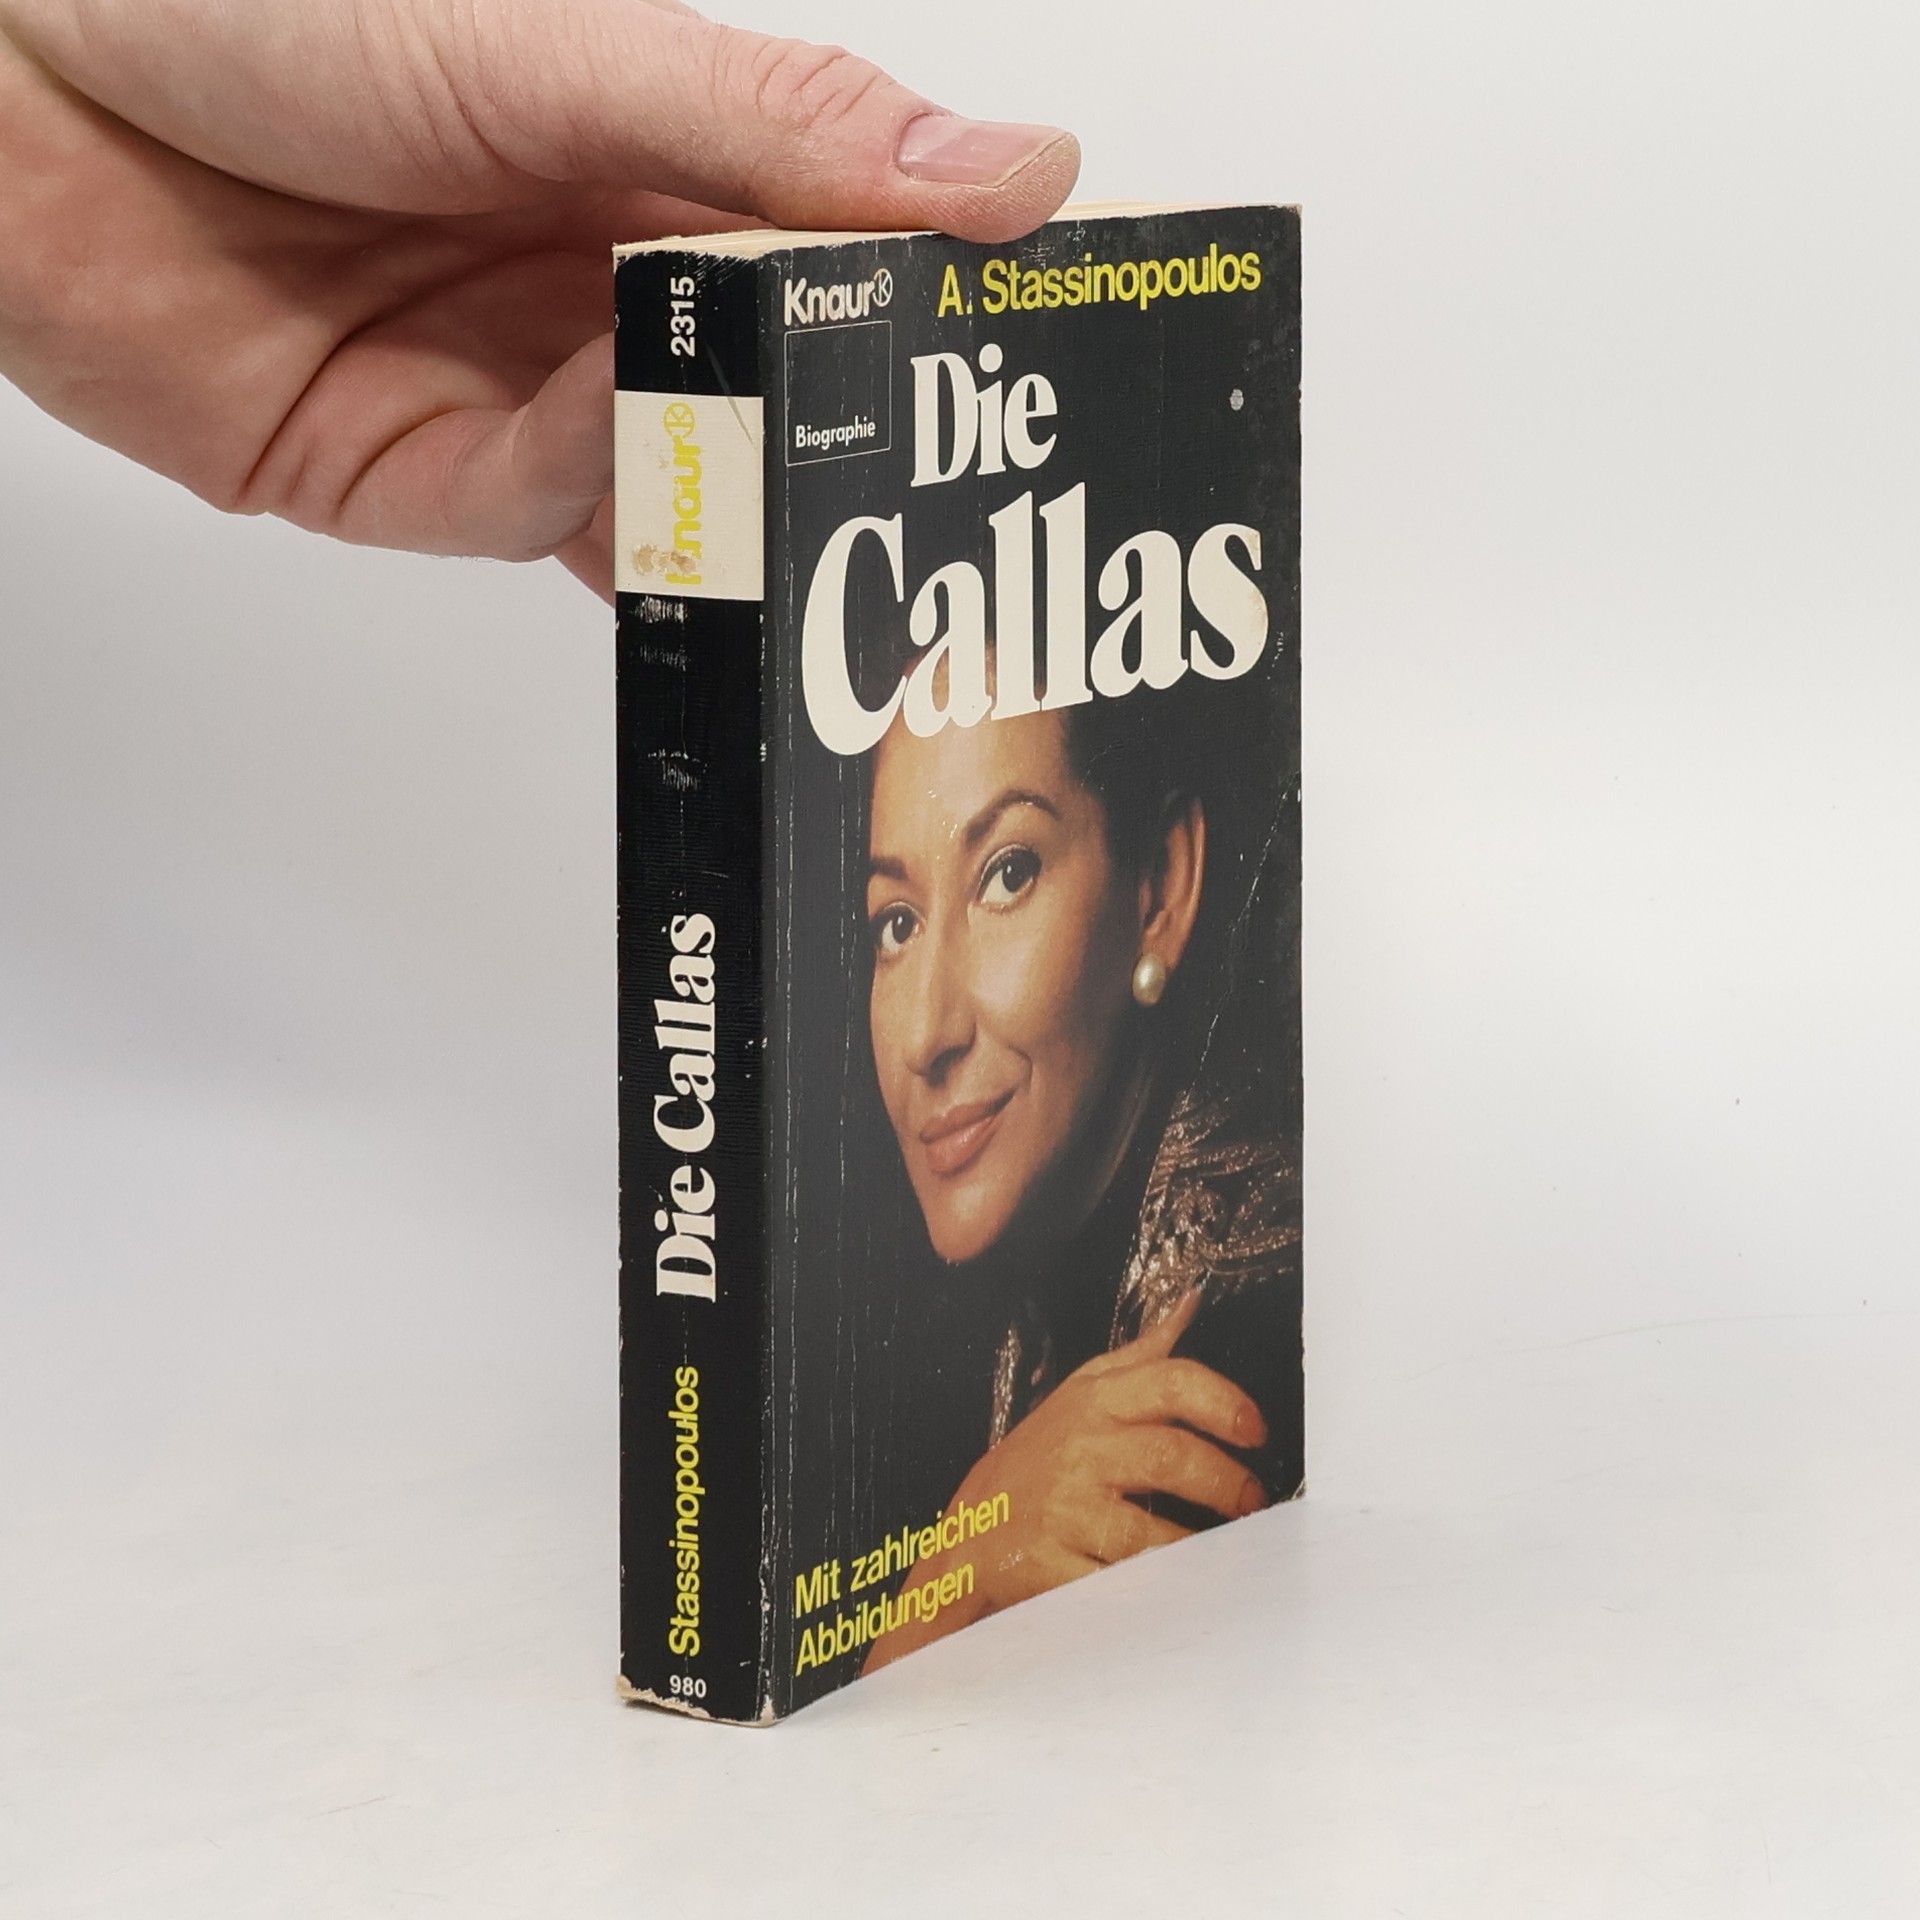 2315
Knaur
Die Callas
Stassinopoulos
980
Knaur
A. Stassinopoulos
Biographie
Die
Callas
Mit zahlreichen
Abbildungen